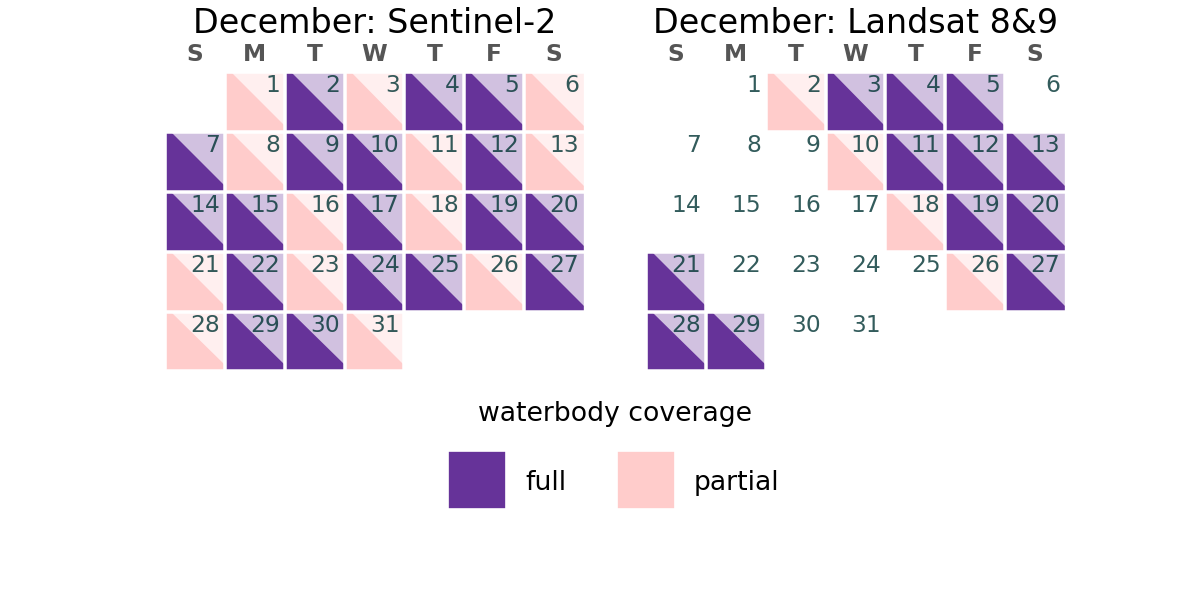 December: Sentinel-2
S M T W T F S
1 2 3 4 5 6
7 8 9 10 11 12 13
14 15 16 17 18 19 20
21 22 23 24 25 26 27
28 29 30 31
December: Landsat 8&9
S M T W T F S
1 2 3 4 5 6
7 8 9 10 11 12 13
14 15 16 17 18 19 20
21 22 23 24 25 26 27
28 29 30 31
waterbody coverage
full partial